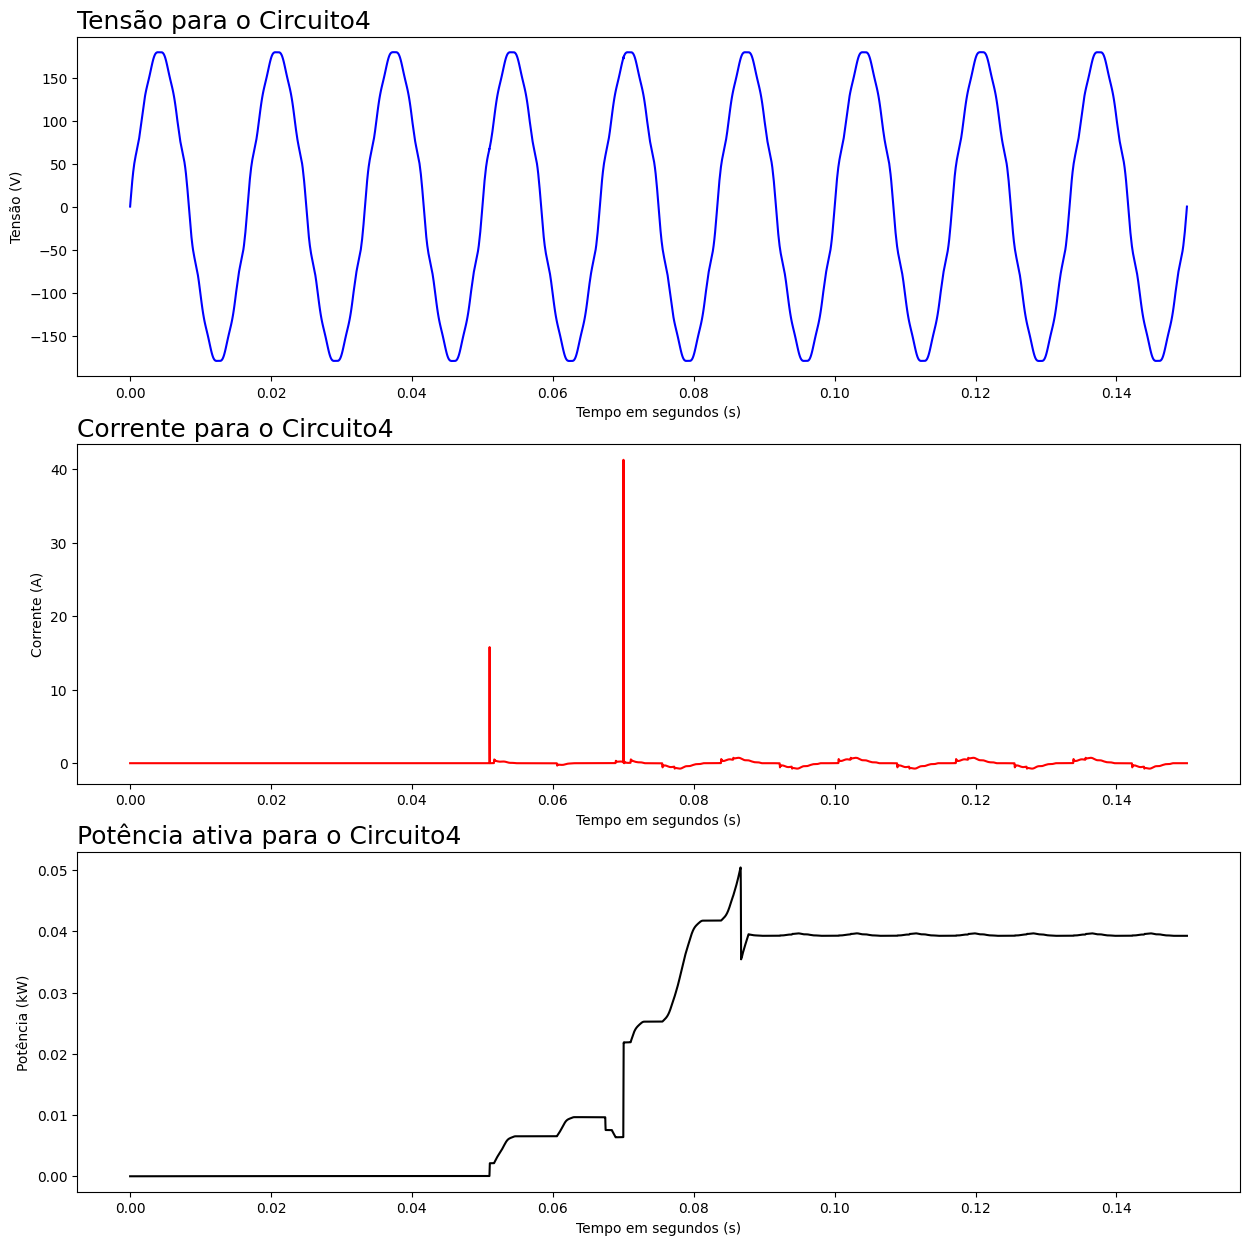 Tensão para o Circuito4
150
100
50
0
−50
−100
−150
Tensão (V)
0.00 0.02 0.04 0.06 0.08 0.10 0.12 0.14
Tempo em segundos (s)
Corrente para o Circuito4
40
30
20
10
0
Corrente (A)
0.00 0.02 0.04 0.06 0.08 0.10 0.12 0.14
Tempo em segundos (s)
Potência ativa para o Circuito4
0.05
0.04
0.03
0.02
0.01
0.00
Potência (kW)
0.00 0.02 0.04 0.06 0.08 0.10 0.12 0.14
Tempo em segundos (s)